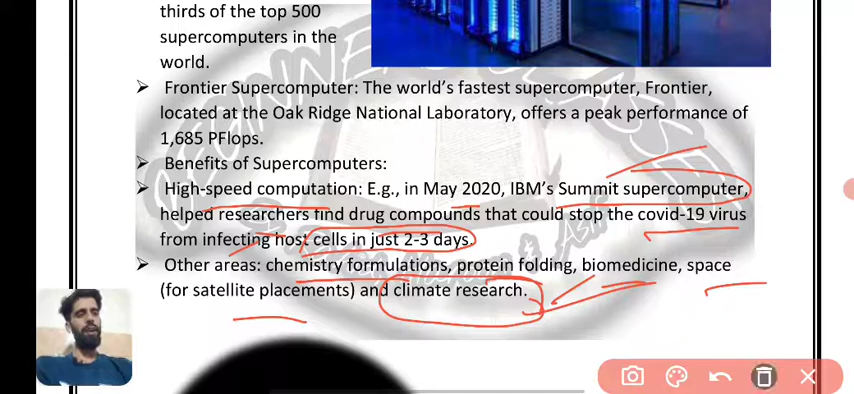 thirds of the top 500
supercomputers in the
world.
➢ Frontier Supercomputer: The world's fastest supercomputer, Frontier,
located at the Oak Ridge National Laboratory, offers a peak performance of
1,685 PFlops.
➢ Benefits of Supercomputers:
➢ High-speed computation: E.g., in May 2020, IBM's Summit supercomputer,
helped researchers find drug compounds that could stop the covid-19 virus
from infecting host cells in just 2-3 days.
➢ Other areas: chemistry formulations, protein folding, biomedicine, space
(for satellite placements) and climate research.